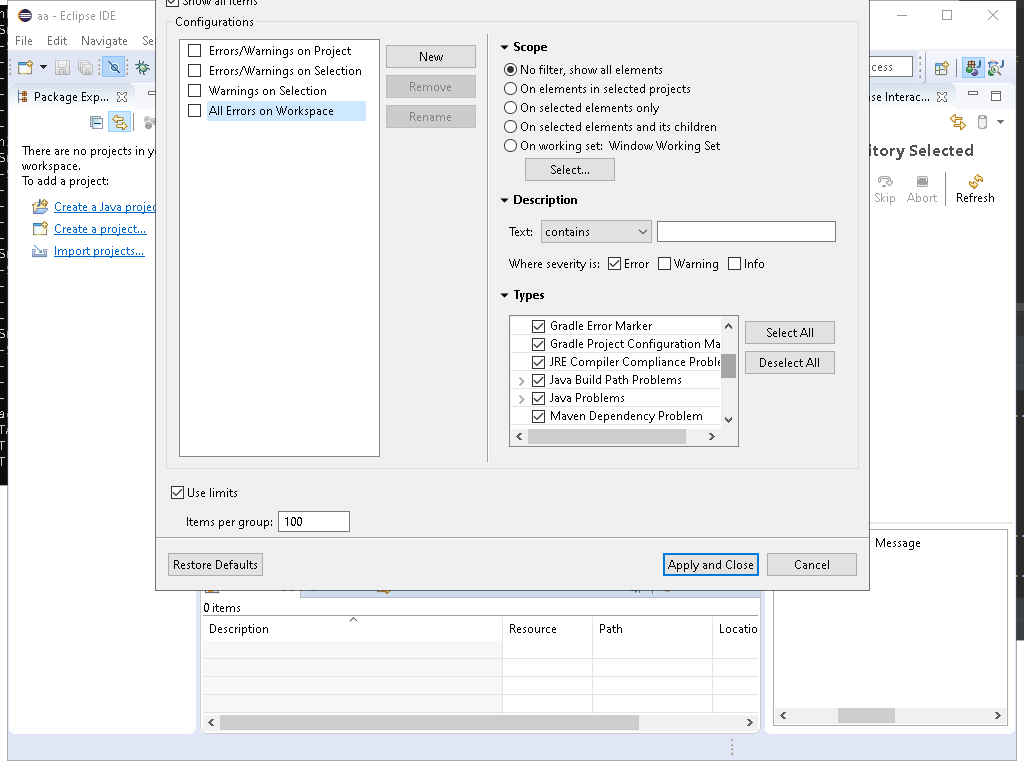 Show all items
aa - Eclipse IDE
Configurations
File Edit Navigate Se
Errors/Warnings on Project
Errors/Warnings on Selection
Warnings on Selection
All Errors on Workspace
New
Remove
Rename
Scope
No filter, show all elements
On elements in selected projects
On selected elements only
On selected elements and its children
On working set: Window Working Set
Select...
Description
Text: contains
Where severity is: Error Warning Info
Types
Gradle Error Marker
Gradle Project Configuration Ma
JRE Compiler Compliance Proble
Java Build Path Problems
Java Problems
Maven Dependency Problem
Select All
Deselect All
Use limits
Items per group: 100
Restore Defaults
Apply and Close
Cancel
Package Exp...
There are no projects in y
workspace.
To add a project:
Create a Java projec
Create a project...
Import projects...
cess
se Interac...
itory Selected
Skip Abort Refresh
Message
0 items
Description Resource Path Locatio